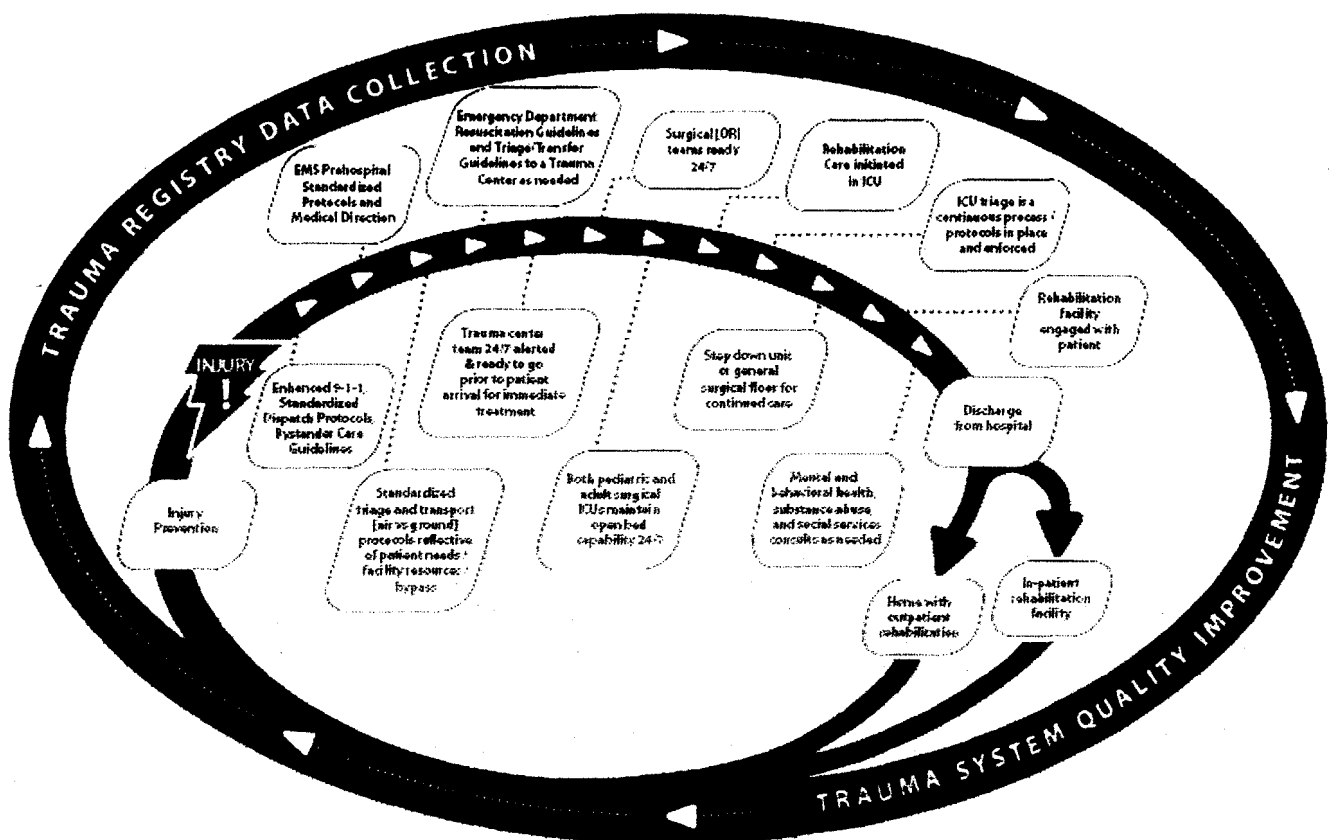 TRAUMA REGISTRY DATA COLLECTION
Emergency Department
Resuscitation Guidelines
and Triage/Transfer
Guidelines to a Trauma
Center as needed
Surgical [OR]
teams ready
24/7
Rehabilitation
Care initiated
in ICU
EMS Prehospital
Standardized
Protocols and
Medical Direction
ICU triage is a
continuous process /
protocols in place
and enforced
Rehabilitation
facility
engaged with
patient
INJURY
!
Enhanced 9-1-1,
Standardized
Dispatch Protocols,
Bystander Care
Guidelines
Trauma center
team 24/7 alerted
& ready to go
prior to patient
arrival for immediate
treatment
Step down unit
or general
surgical floor for
continued care
Discharge
from hospital
Injury
Prevention
Standardized
triage and transport
[air vs ground]
protocols reflective
of patient needs /
facility resources /
bypass
Both pediatric and
adult surgical
ICUs maintain
open bed
capability 24/7
Mental and
behavioral health,
substance abuse,
and social services
consults as needed
Home with
outpatient
rehabilitation
In-patient
rehabilitation
facility
TRAUMA SYSTEM QUALITY IMPROVEMENT